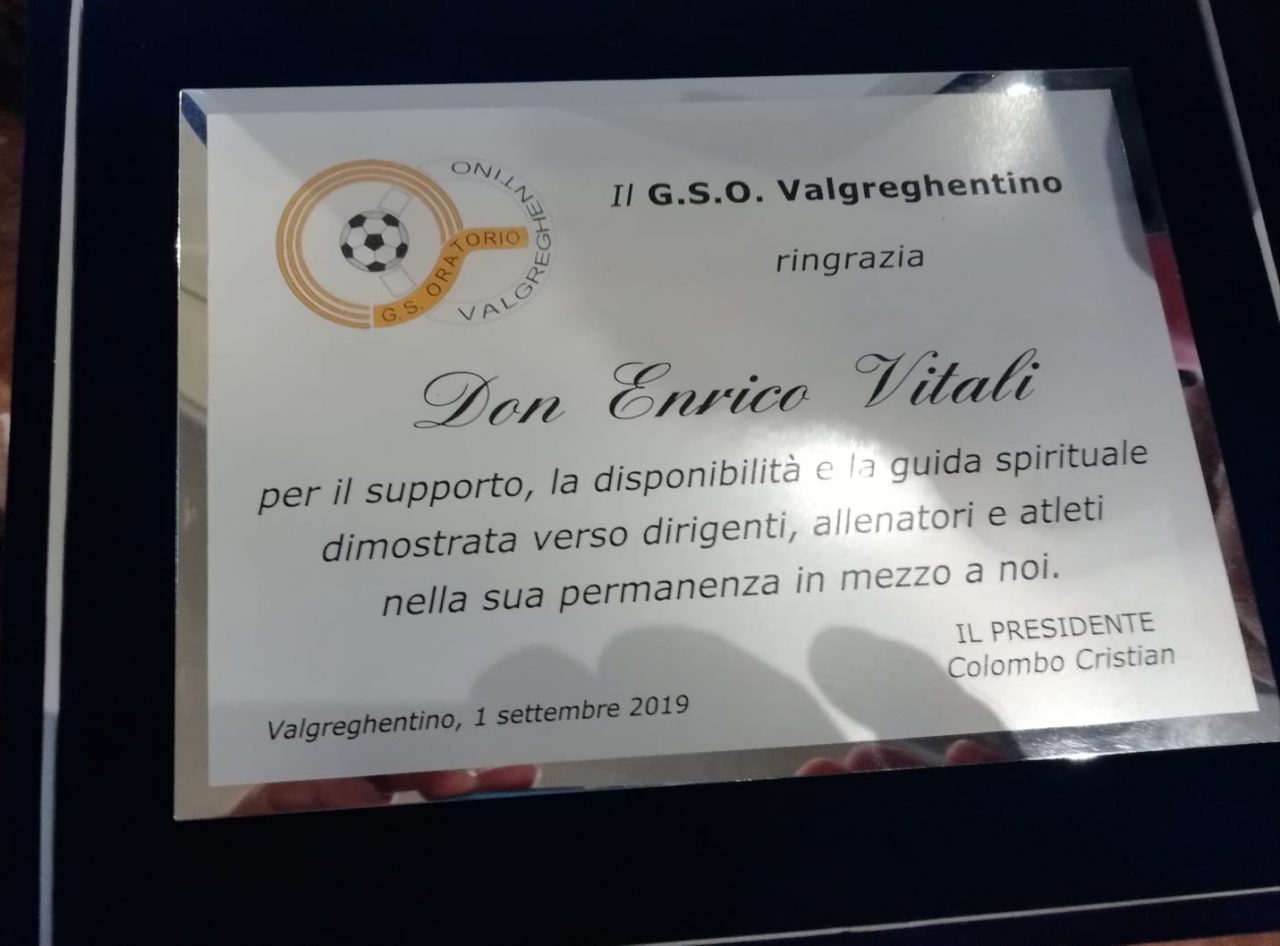 G.S. ORATORIO
VALGREGHENTINO
Il G.S.O. Valgreghentino
ringrazia
Don Enrico Vitali
per il supporto, la disponibilità e la guida spirituale
dimostrata verso dirigenti, allenatori e atleti
nella sua permanenza in mezzo a noi.
IL PRESIDENTE
Colombo Cristian
Valgreghentino, 1 settembre 2019